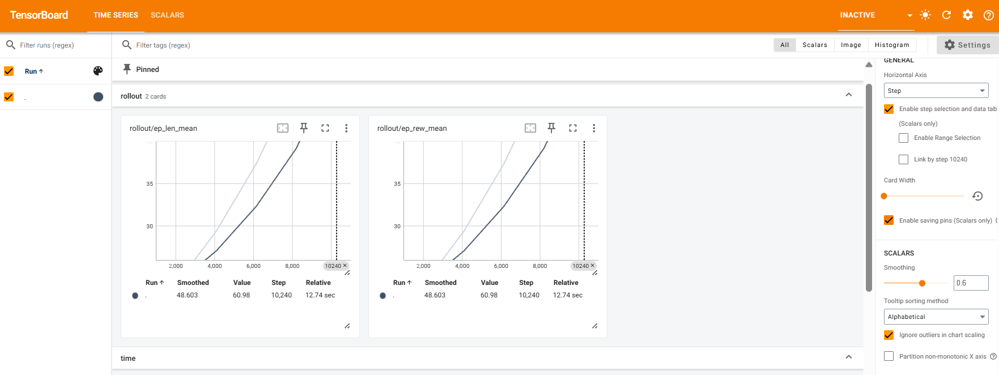 TensorBoard
TIME SERIES
SCALARS
INACTIVE
Filter runs (regex)
Filter tags (regex)
All
Scalars
Image
Histogram
Settings
Run
.
Pinned
rollout 2 cards
rollout/ep_len_mean
35
30
2,000
4,000
6,000
8,000
10240
Run Smoothed Value Step Relative
. 48.603 60.98 10,240 12.74 sec
rollout/ep_rew_mean
35
30
2,000
4,000
6,000
8,000
10240
Run Smoothed Value Step Relative
. 48.603 60.98 10,240 12.74 sec
time
GENERAL
Horizontal Axis
Step
Enable step selection and data tab
(Scalars only)
Enable Range Selection
Link by step 10240
Card Width
Enable saving pins (Scalars only)
SCALARS
Smoothing
0.6
Tooltip sorting method
Alphabetical
Ignore outliers in chart scaling
Partition non-monotonic X axis